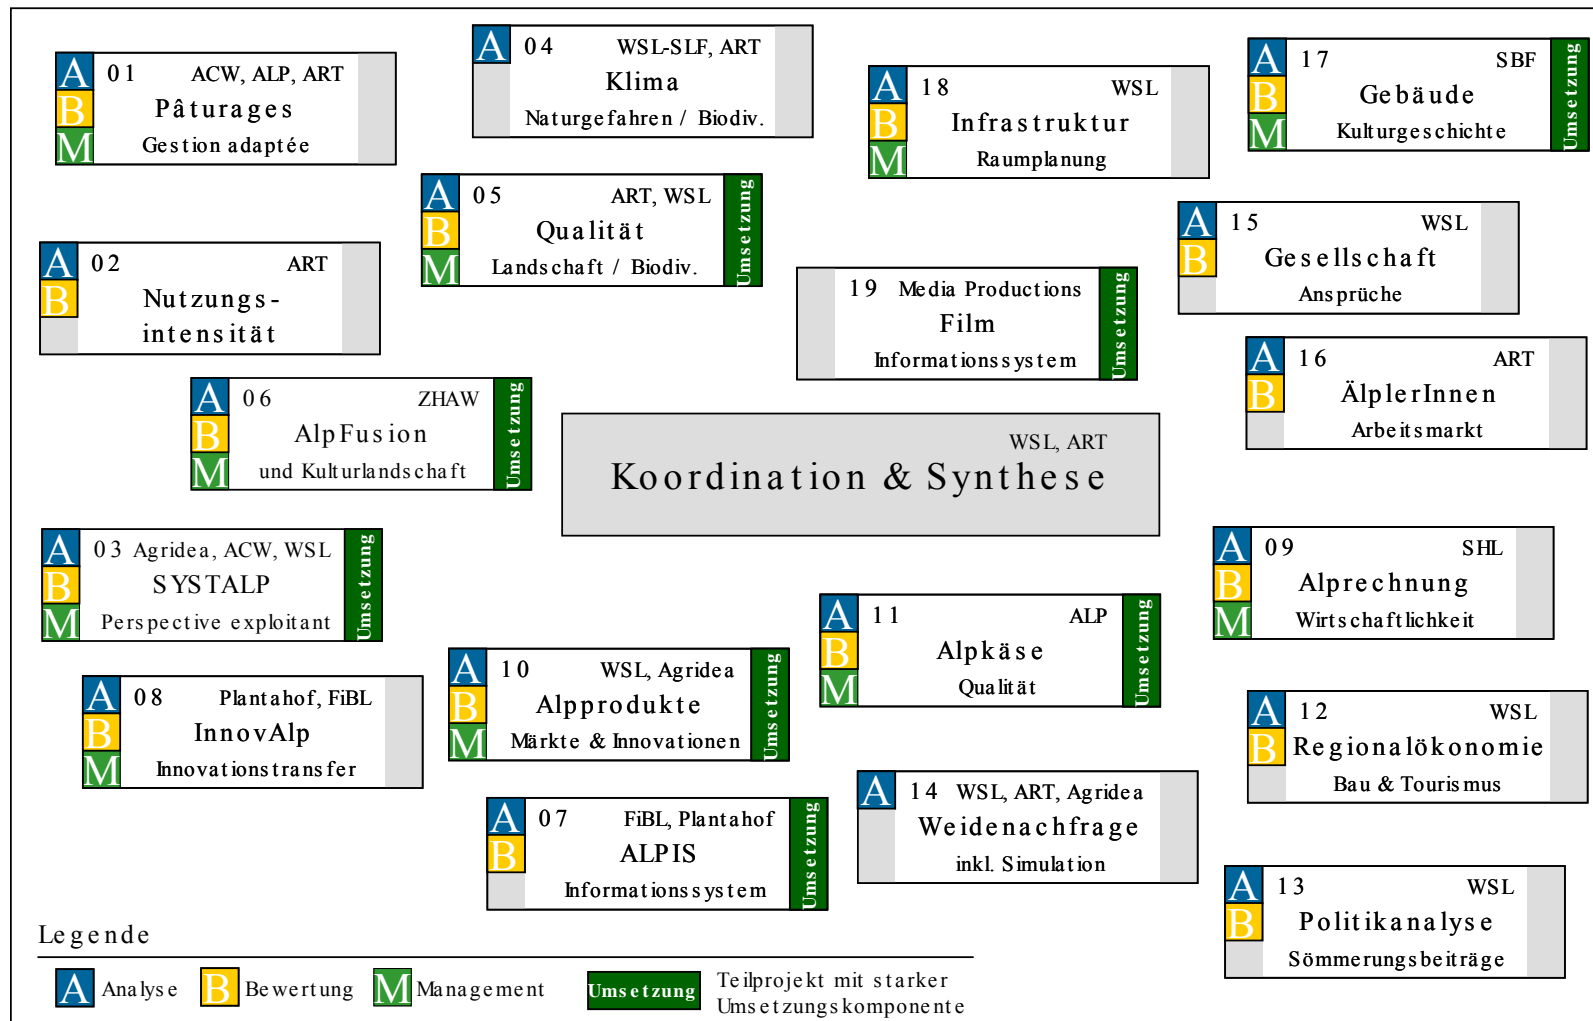 A
B
M
01 ACW, ALP, ART
Pâturages
Gestion adaptée
A
04 WSL-SLF, ART
Klima
Naturgefahren / Biodiv.
A
B
M
18 WSL
Infrastruktur
Raumplanung
A
B
M
17 SBF
Gebäude
Kulturgeschichte
Umsetzung
A
B
M
05 ART, WSL
Qualität
Landschaft / Biodiv.
Umsetzung
A
B
15 WSL
Gesellschaft
Ansprüche
A
B
02 ART
Nutzungs-
intensität
19 Media Productions
Film
Informationssystem
Umsetzung
A
B
16 ART
ÄlplerInnen
Arbeitsmarkt
A
B
M
06 ZHAW
AlpFusion
und Kulturlandschaft
Umsetzung
WSL, ART
Koordination & Synthese
A
B
M
03 Agridea, ACW, WSL
SYSTALP
Perspective exploitant
Umsetzung
A
B
M
09 SHL
Alprechnung
Wirtschaftlichkeit
A
B
M
11 ALP
Alpkäse
Qualität
Umsetzung
A
B
M
10 WSL, Agridea
Alpprodukte
Märkte & Innovationen
Umsetzung
A
B
M
08 Plantahof, FiBL
InnovAlp
Innovationstransfer
A
B
12 WSL
Regionalökonomie
Bau & Tourismus
A
14 WSL, ART, Agridea
Weidenachfrage
inkl. Simulation
A
B
07 FiBL, Plantahof
ALPIS
Informationssystem
Umsetzung
A
B
13 WSL
Politikanalyse
Sömmerungsbeiträge
Legende
A Analyse B Bewertung M Management Umsetzung Teilprojekt mit starker
Umsetzungskomponente